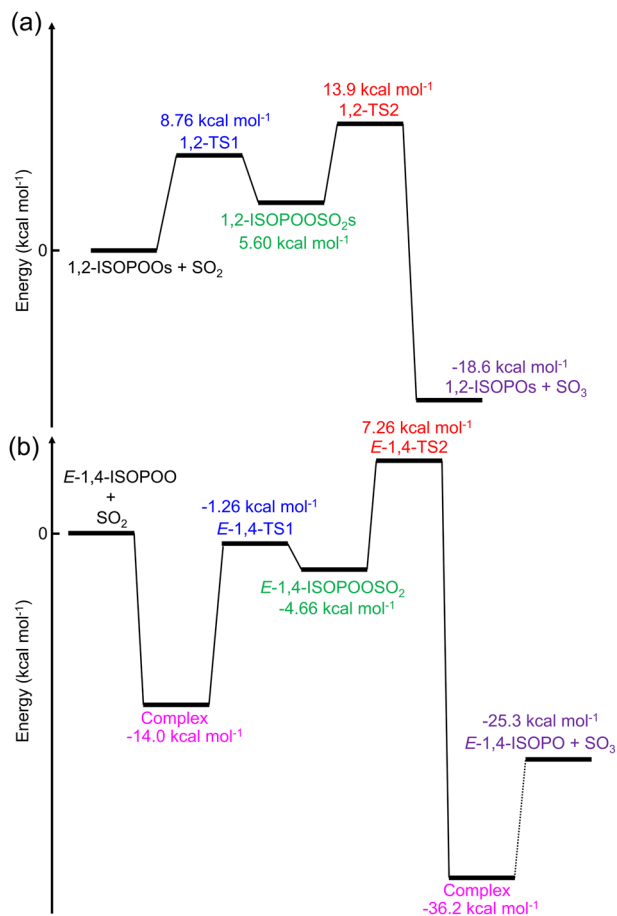 (a)
Energy (kcal mol⁻¹)
13.9 kcal mol⁻¹
1,2-TS2
8.76 kcal mol⁻¹
1,2-TS1
1,2-ISOPOOSO₂s
5.60 kcal mol⁻¹
0
1,2-ISOPOOs + SO₂
-18.6 kcal mol⁻¹
1,2-ISOPOs + SO₃
(b)
Energy (kcal mol⁻¹)
7.26 kcal mol⁻¹
E-1,4-TS2
E-1,4-ISOPOO
+
SO₂
0
-1.26 kcal mol⁻¹
E-1,4-TS1
E-1,4-ISOPOOSO₂
-4.66 kcal mol⁻¹
Complex
-14.0 kcal mol⁻¹
-25.3 kcal mol⁻¹
E-1,4-ISOPO + SO₃
Complex
-36.2 kcal mol⁻¹